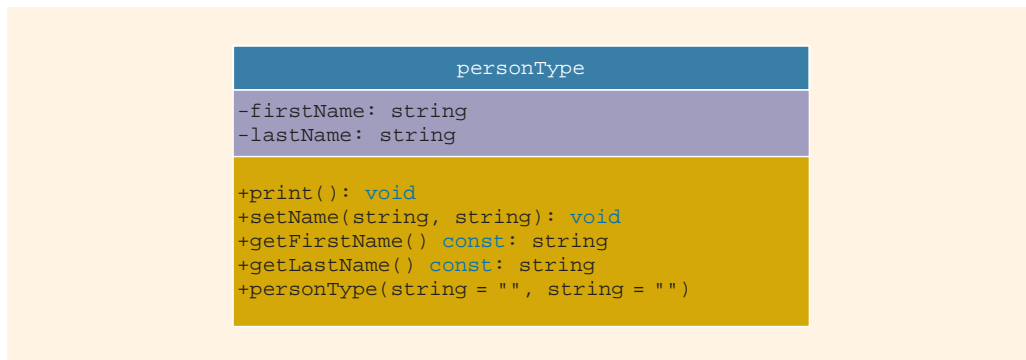 personType
-firstName: string
-lastName: string
+print(): void
+setName(string, string): void
+getFirstName() const: string
+getLastName() const: string
+personType(string = "", string = "")